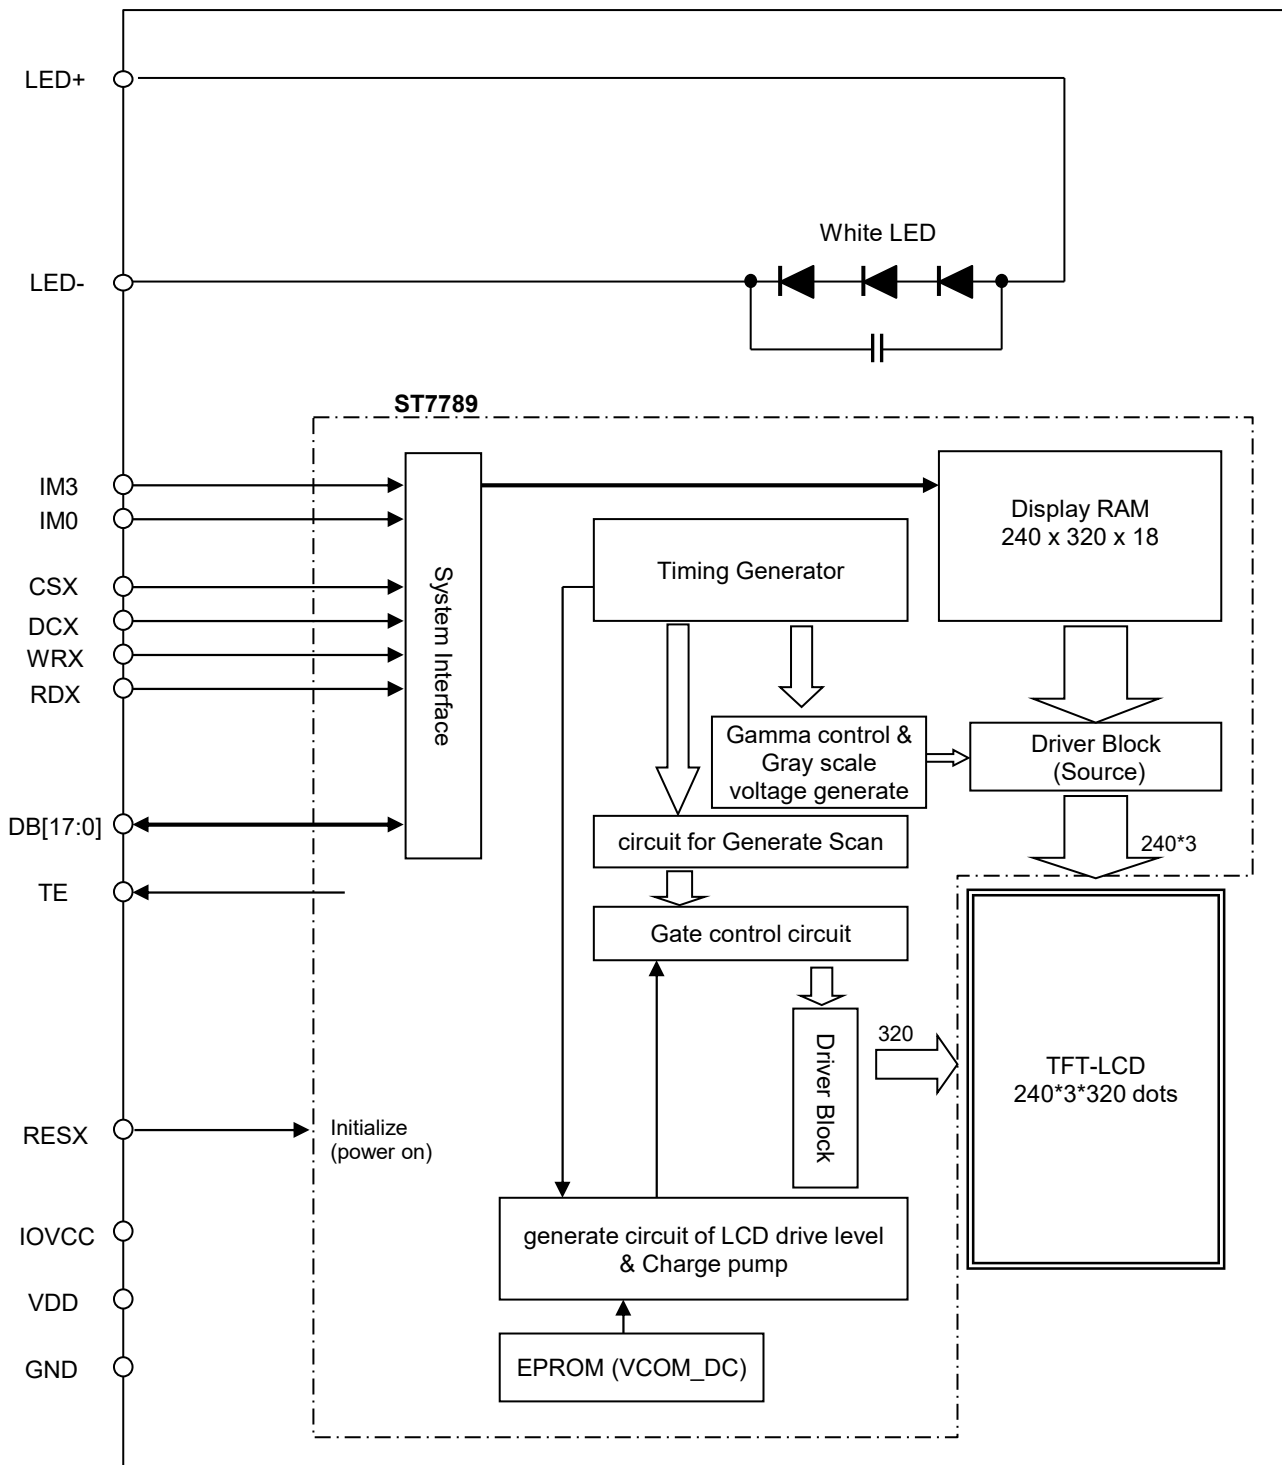 LED+
White LED
LED-
ST7789
IM3
IM0
CSX
DCX
WRX
RDX
DB[17:0]
TE
RESX
IOVCC
VDD
GND
System Interface
Display RAM
240 x 320 x 18
Timing Generator
Gamma control &
Gray scale
voltage generate
Driver Block
(Source)
240*3
circuit for Generate Scan
Gate control circuit
Driver Block
320
TFT-LCD
240*3*320 dots
Initialize
(power on)
generate circuit of LCD drive level
& Charge pump
EPROM (VCOM_DC)